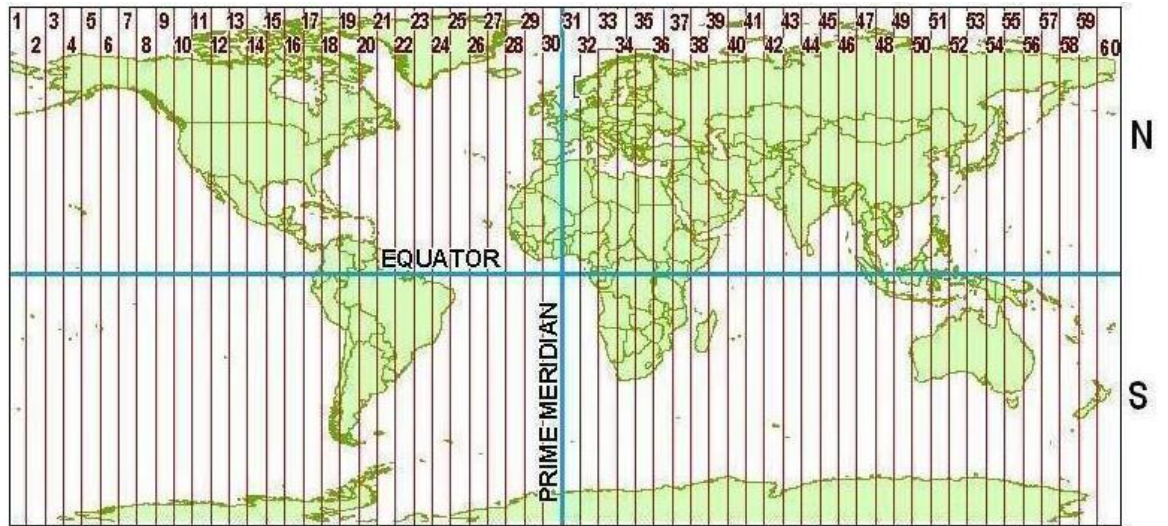 1 3 5 7 9 11 13 15 17 19 21 23 25 27 29 31 33 35 37 39 41 43 45 47 49 51 53 55 57 59
2 4 6 8 10 12 14 16 18 20 22 24 26 28 30 32 34 36 38 40 42 44 46 48 50 52 54 56 58 60
N
EQUATOR
PRIME MERIDIAN
S